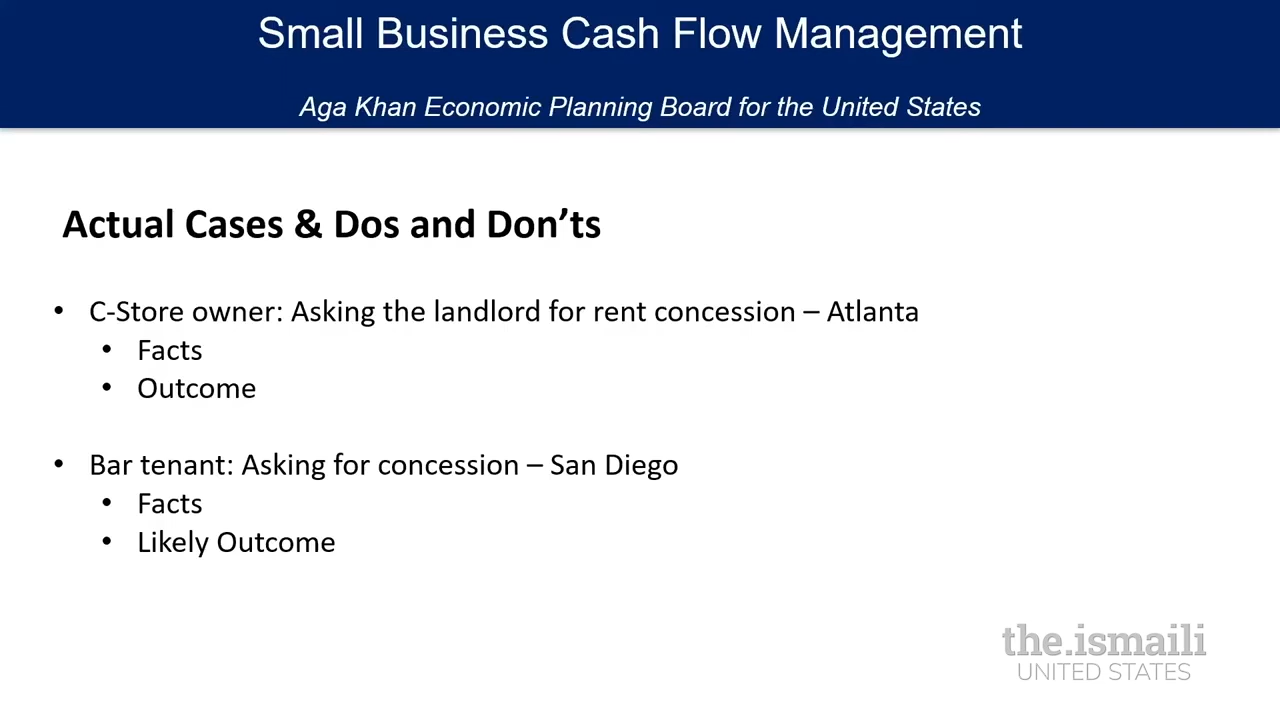 Small Business Cash Flow Management
Aga Khan Economic Planning Board for the United States
Actual Cases & Dos and Don’ts
• C-Store owner: Asking the landlord for rent concession – Atlanta
• Facts
• Outcome
• Bar tenant: Asking for concession – San Diego
• Facts
• Likely Outcome
the.ismaili
UNITED STATES